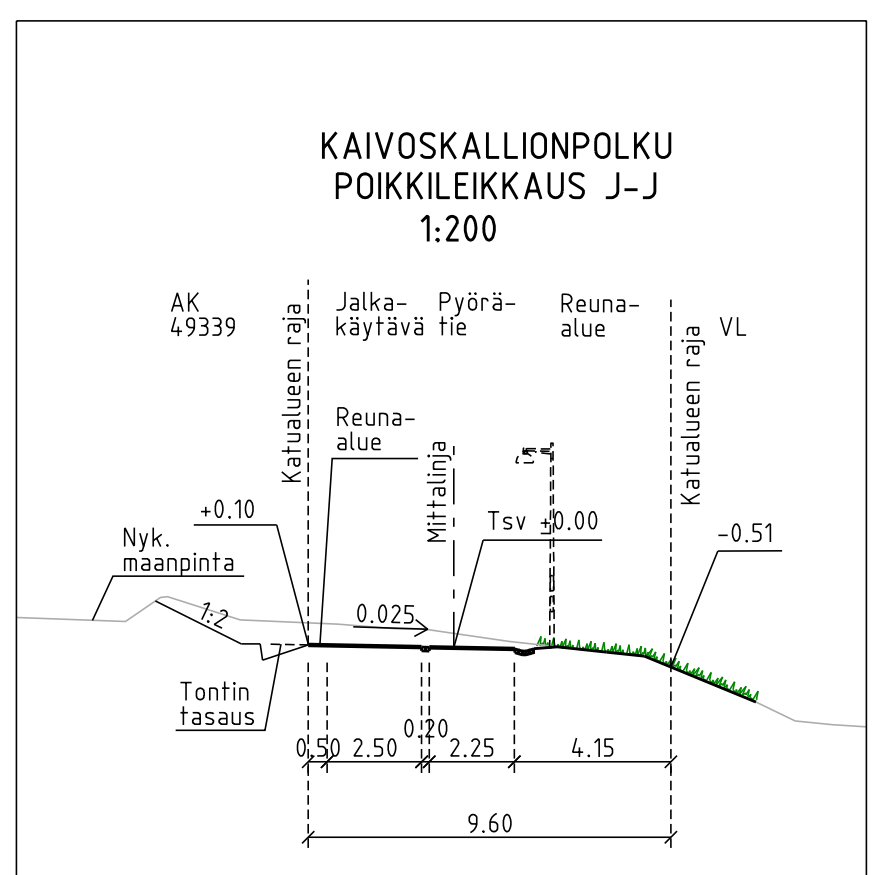 KAIVOSKALLIONPOLKU
POIKKILEIKKAUS J-J
1:200
AK
49339
Katualueen raja
Jalka-
käytävä
Pyörä-
tie
Reuna-
alue
Katualueen raja
VL
Reuna-
alue
Mittalinja
+0.10
Tsv ±0.00
-0.51
Nyk.
maanpinta
1:2
0.025
Tontin
tasaus
0.20
0.50
2.50
2.25
4.15
9.60